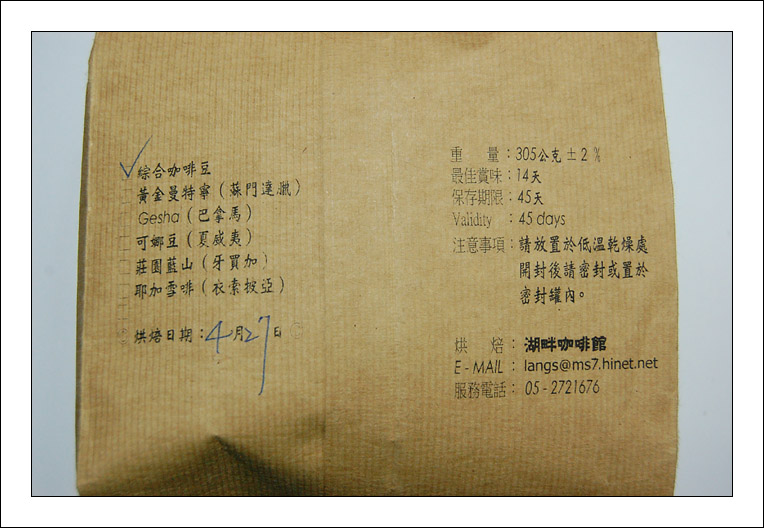 綜合咖啡豆
黃金曼特寧（蘇門達臘）
Gesha（巴拿馬）
可娜豆（夏威夷）
莊園藍山（牙買加）
耶加雪啡（衣索披亞）
烘焙日期：4月27日
重　量：305公克±2%
最佳賞味：14天
保存期限：45天
Validity ：45 days
注意事項：請放置於低溫乾燥處
開封後請密封或置於
密封罐內。
烘　焙：湖畔咖啡館
E-MAIL：langs@ms7.hinet.net
服務電話：05-2721676